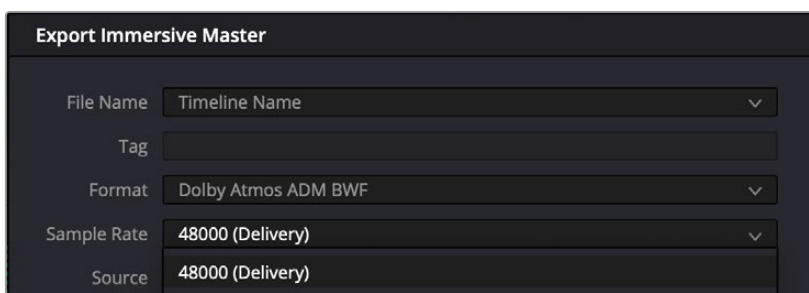 Export Immersive Master
File Name Timeline Name
Tag
Format Dolby Atmos ADM BWF
Sample Rate 48000 (Delivery)
Source 48000 (Delivery)